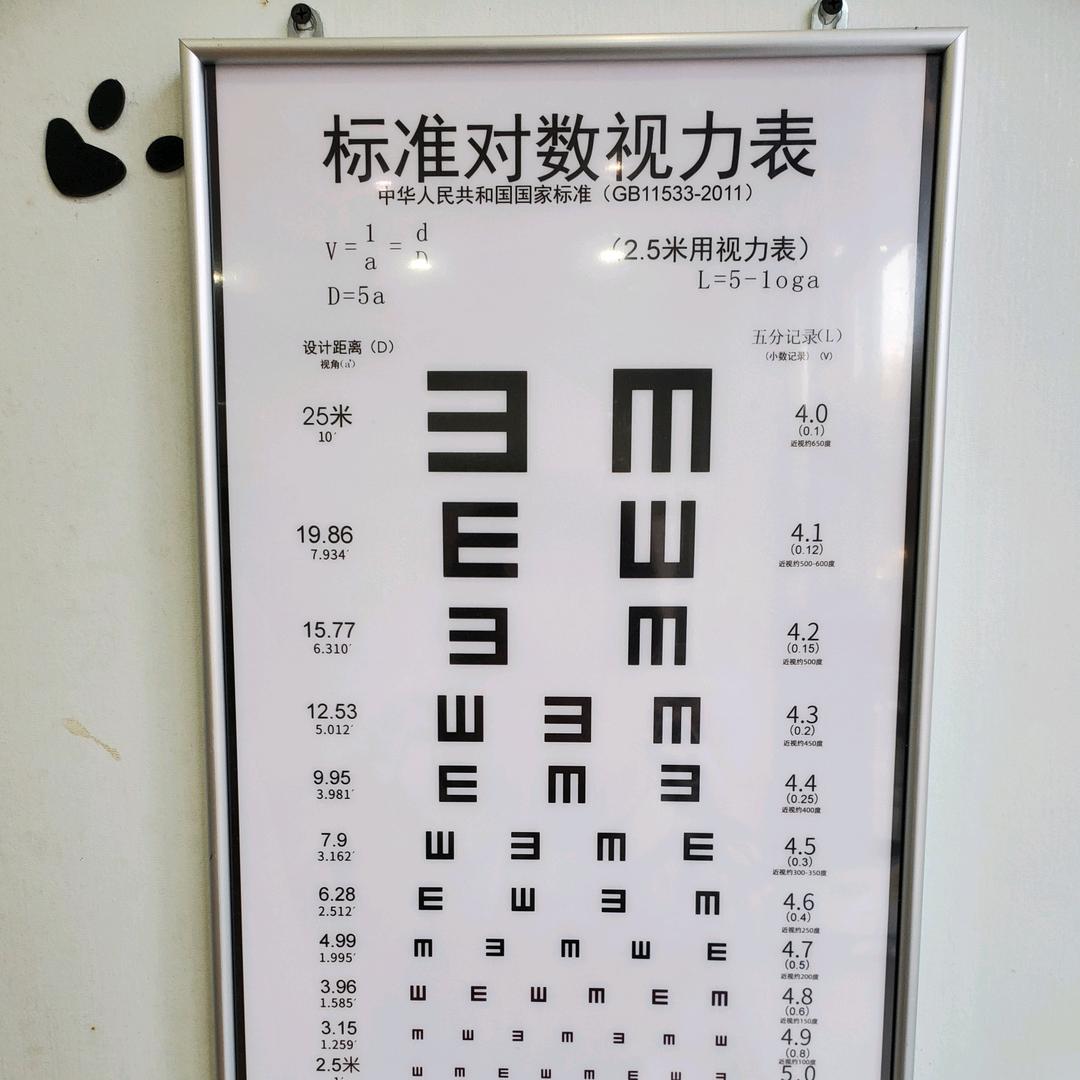 标准对数视力表
中华人民共和国国家标准（GB11533-2011）
V=1/a=d/D
（2.5米用视力表）
D=5a
L=5-loga
设计距离（D）
视角(a')
五分记录(L)
（小数记录）(V)
25米
10′
4.0
(0.1)
近视约650度
19.86
7.934′
4.1
(0.12)
近视约500-600度
15.77
6.310′
4.2
(0.15)
近视约500度
12.53
5.012′
4.3
(0.2)
近视约450度
9.95
3.981′
4.4
(0.25)
近视约400度
7.9
3.162′
4.5
(0.3)
近视约300-350度
6.28
2.512′
4.6
(0.4)
近视约250度
4.99
1.995′
4.7
(0.5)
近视约200度
3.96
1.585′
4.8
(0.6)
近视约150度
3.15
1.259′
4.9
(0.8)
近视约100度
2.5米
5.0